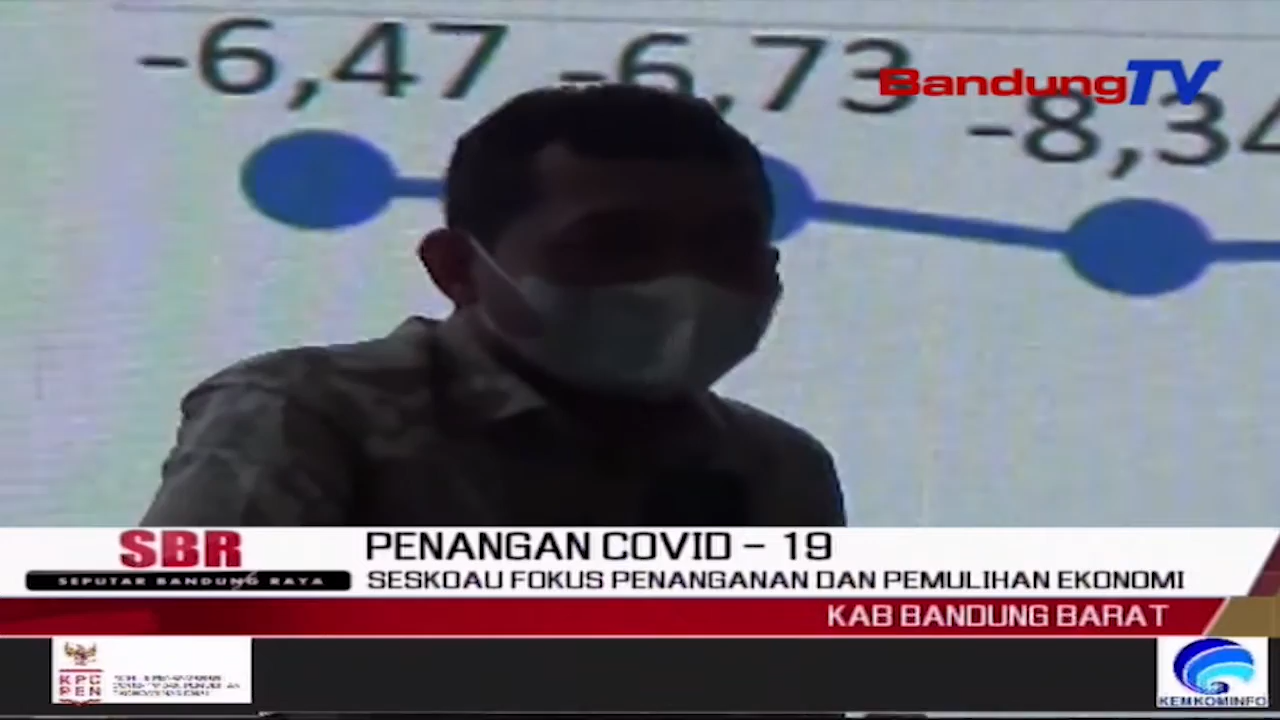 -6,47
-6,73
-8,34
BandungTV
SBR
SEPUTAR BANDUNG RAYA
PENANGAN COVID – 19
SESKOAU FOKUS PENANGANAN DAN PEMULIHAN EKONOMI
KAB BANDUNG BARAT
KPC
PEN
KEMKOMINFO